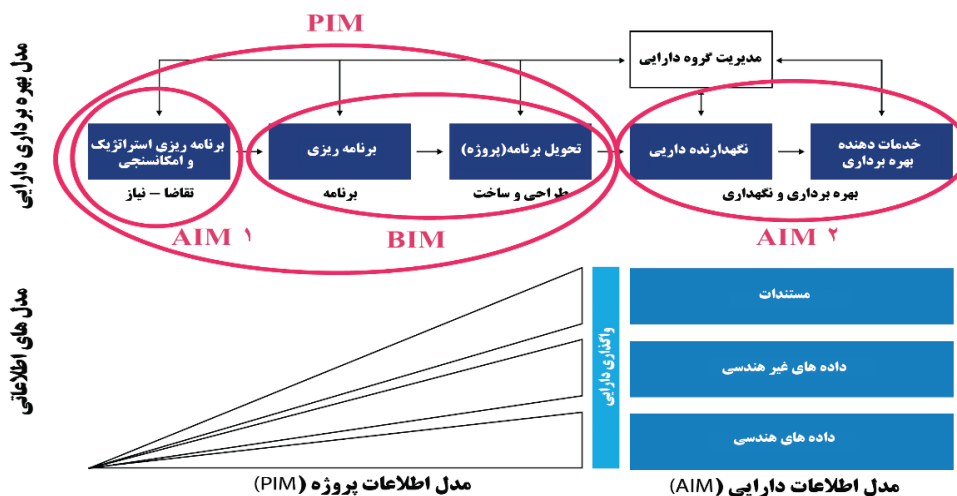 PIM
مدل بهره برداری دارایی
مدیریت گروه دارایی
برنامه ریزی استراتژیک
و امکانسنجی
برنامه ریزی
تحویل برنامه(پروژه)
نگهدارنده داریی
خدمات دهنده
بهره برداری
تقاضا – نیاز
برنامه
طراحی و ساخت
بهره برداری و نگهداری
AIM ۱
BIM
AIM ۲
مدل های اطلاعاتی
واگذاری دارایی
مستندات
داده های غیر هندسی
داده های هندسی
مدل اطلاعات پروژه (PIM)
مدل اطلاعات دارایی (AIM)